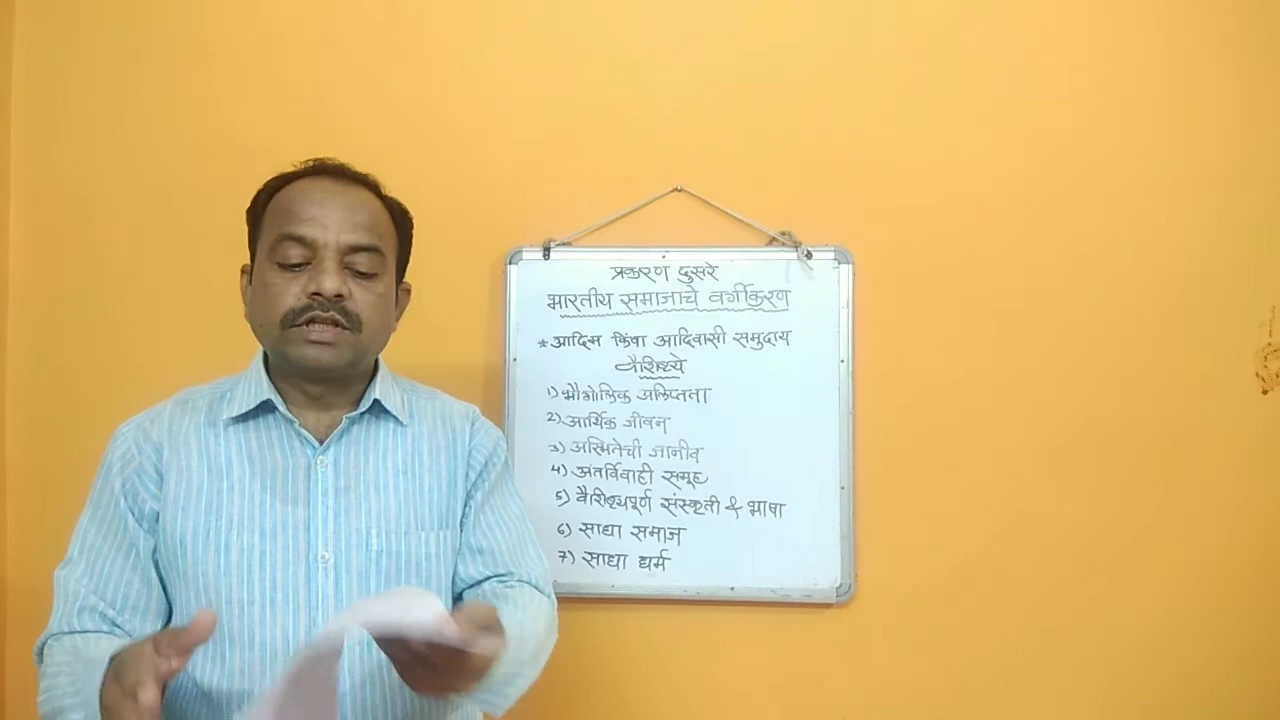 प्रकरण दुसरे
भारतीय समाजाचे वर्गीकरण
* आदिम किंवा आदिवासी समुदाय
वैशिष्ट्ये
1) भौगोलिक अलिप्तता
2) आर्थिक जीवन
3) अस्मितेची जाणीव
4) अंतर्विवाही समूह
5) वैशिष्ट्यपूर्ण संस्कृती & भाषा
6) साधा समाज
7) साधा धर्म